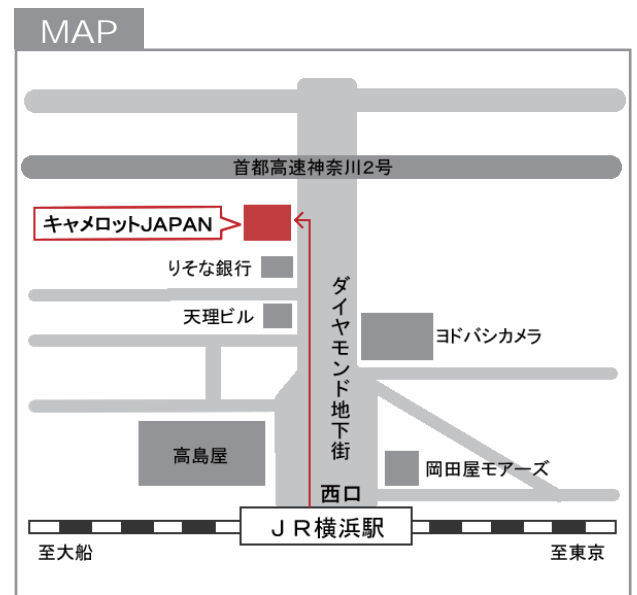 MAP
首都高速神奈川2号
キャメロットJAPAN
りそな銀行
天理ビル
ダイヤモンド地下街
ヨドバシカメラ
高島屋
岡田屋モアーズ
西口
JR横浜駅
至大船
至東京